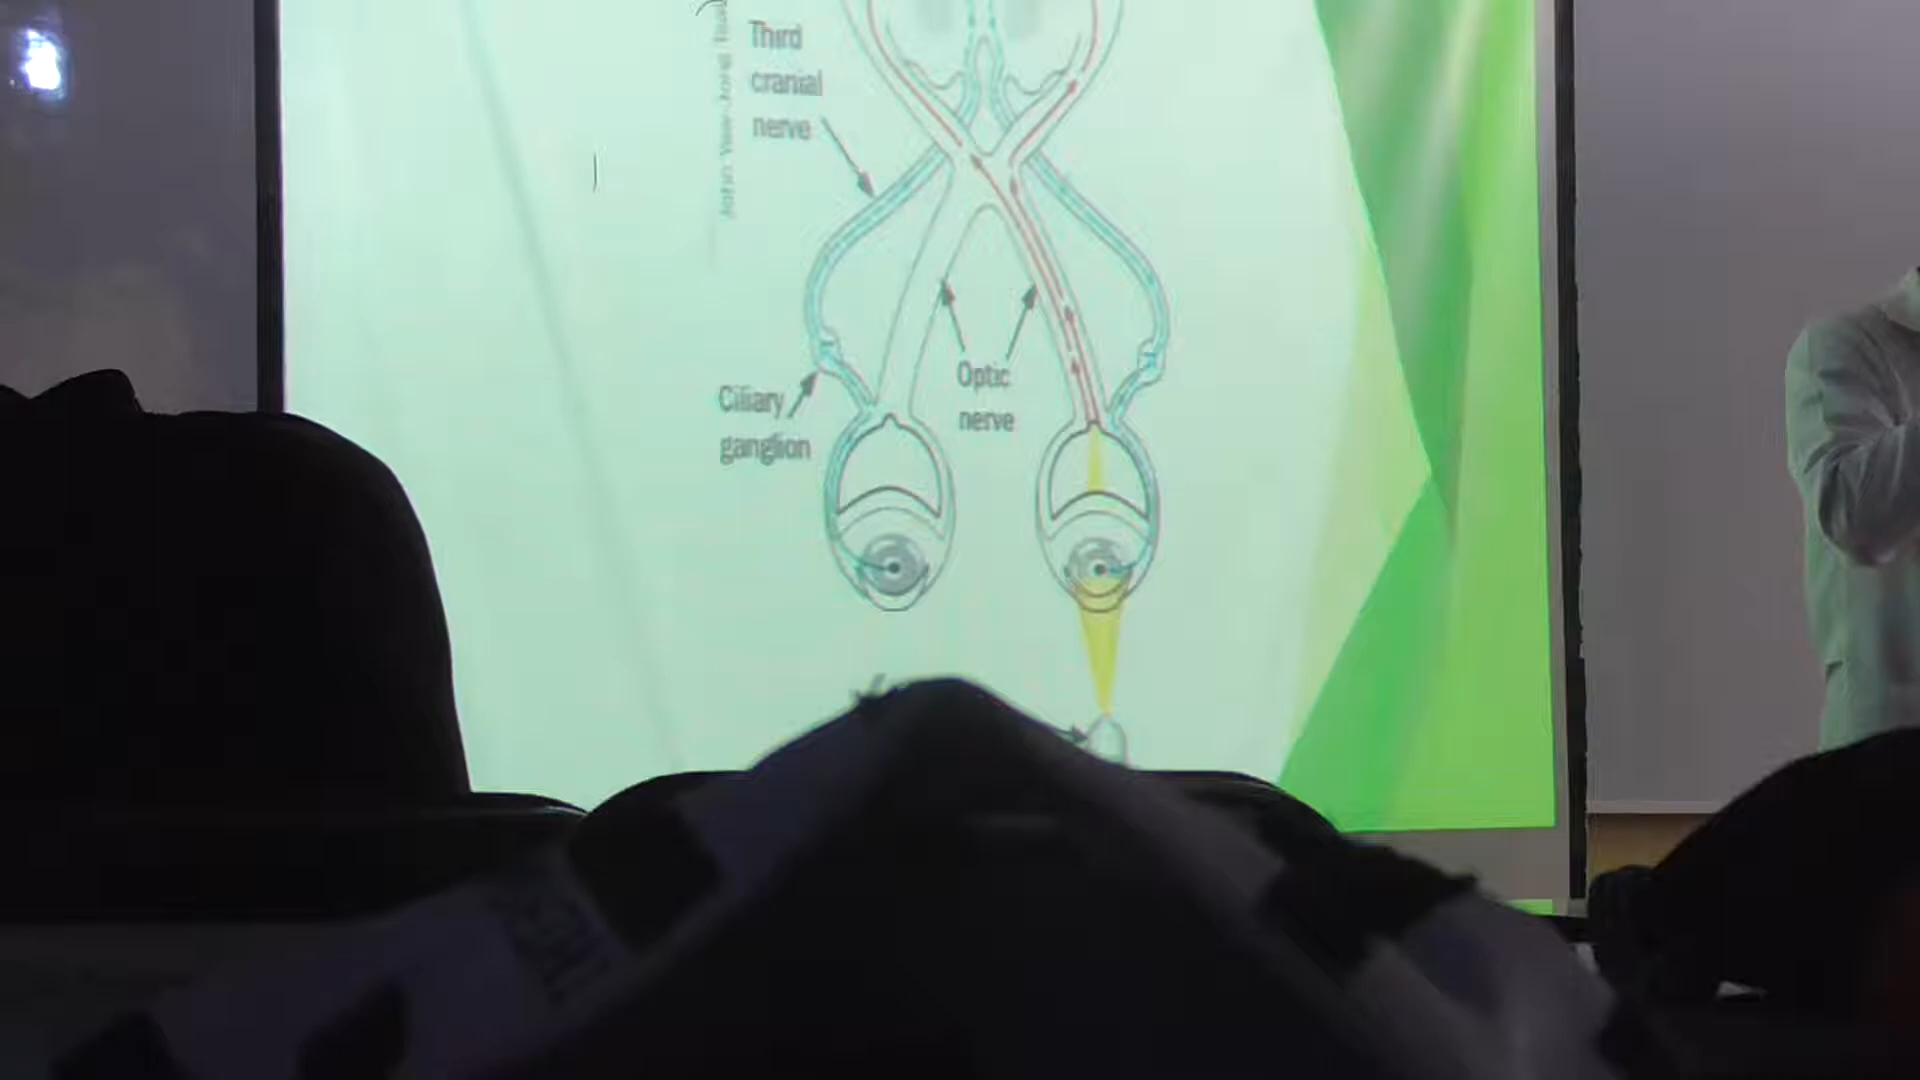 Third
cranial
nerve
Optic
nerve
Ciliary
ganglion